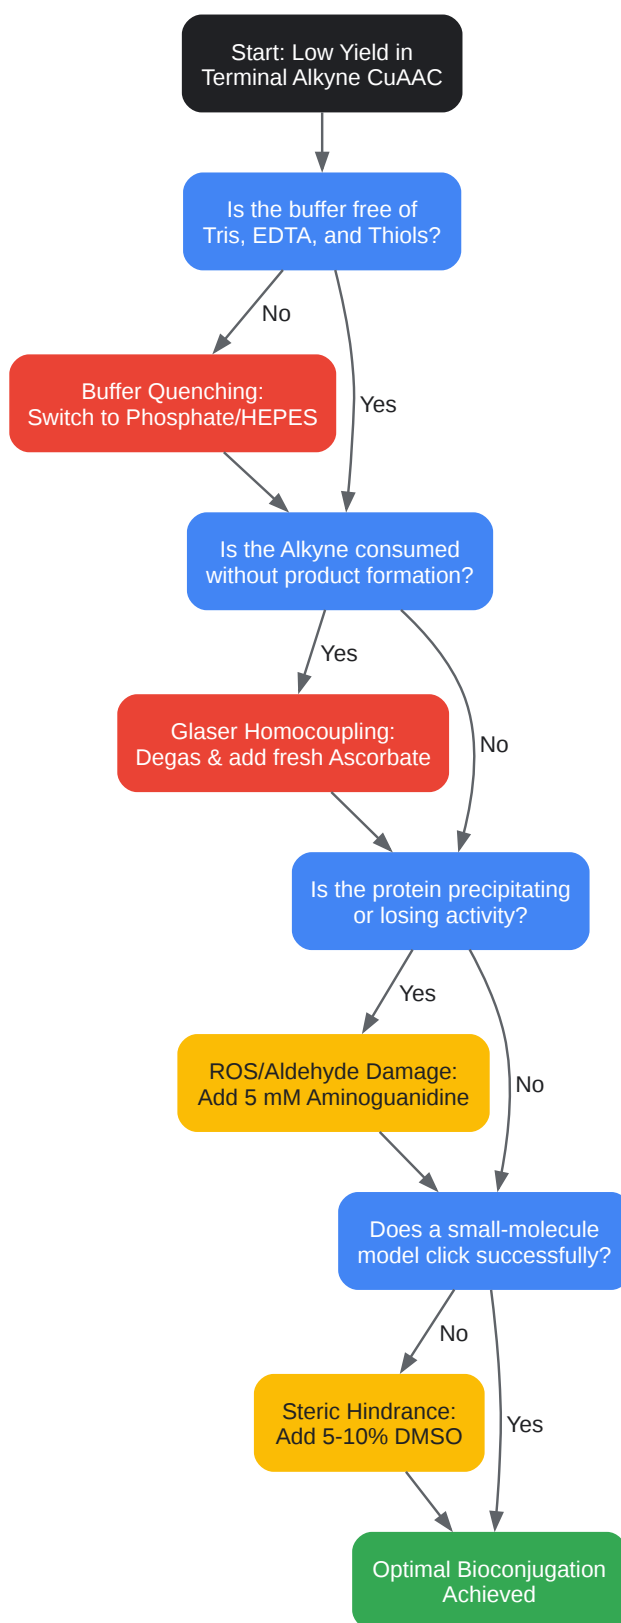 Start: Low Yield in
Terminal Alkyne CuAAC
Is the buffer free of
Tris, EDTA, and Thiols?
No
Yes
Buffer Quenching:
Switch to Phosphate/HEPES
Is the Alkyne consumed
without product formation?
Yes
No
Glaser Homocoupling:
Degas & add fresh Ascorbate
Is the protein precipitating
or losing activity?
Yes
No
ROS/Aldehyde Damage:
Add 5 mM Aminoguanidine
Does a small-molecule
model click successfully?
No
Yes
Steric Hindrance:
Add 5-10% DMSO
Optimal Bioconjugation
Achieved